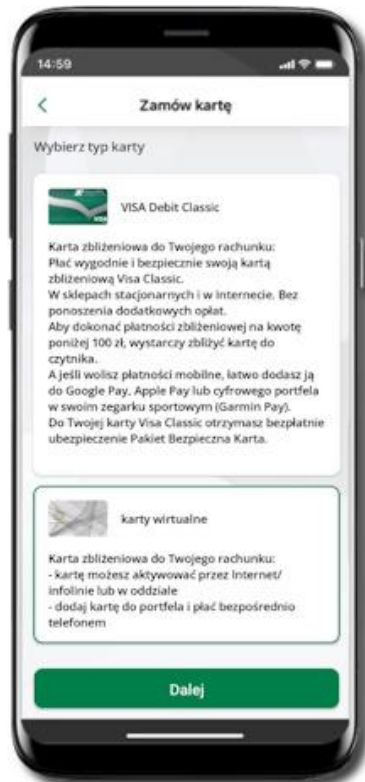 14:59
Zamów kartę
Wybierz typ karty
VISA
VISA Debit Classic
Karta zbliżeniowa do Twojego rachunku:
Płać wygodnie i bezpiecznie swoją kartą
zbliżeniową Visa Classic.
W sklepach stacjonarnych i w Internecie. Bez
ponoszenia dodatkowych opłat.
Aby dokonać płatności zbliżeniowej na kwotę
poniżej 100 zł, wystarczy zbliżyć kartę do
czytnika.
A jeśli wolisz płatności mobilne, łatwo dodasz ją
do Google Pay, Apple Pay lub cyfrowego portfela
w swoim zegarku sportowym (Garmin Pay).
Do Twojej karty Visa Classic otrzymasz bezpłatnie
ubezpieczenie Pakiet Bezpieczna Karta.
karty wirtualne
Karta zbliżeniowa do Twojego rachunku:
- kartę możesz aktywować przez Internet/
infolinie lub w oddziale
- dodaj kartę do portfela i płać bezpośrednio
telefonem
Dalej